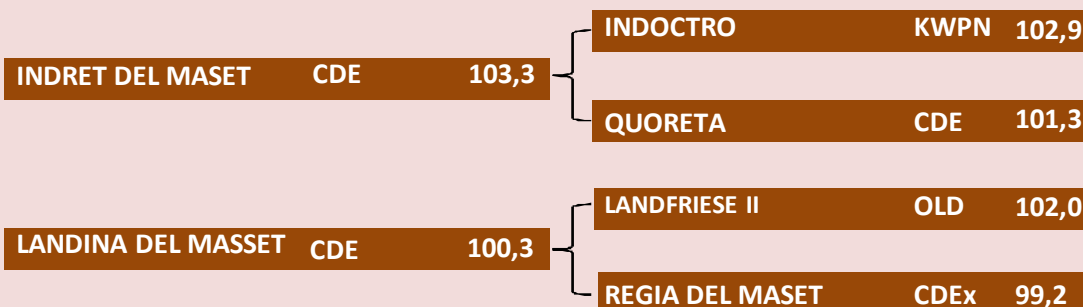 INDOCTRO KWPN 102,9
INDRET DEL MASET CDE 103,3
QUORETA CDE 101,3
LANDFRIESE II OLD 102,0
LANDINA DEL MASSET CDE 100,3
REGIA DEL MASET CDEx 99,2